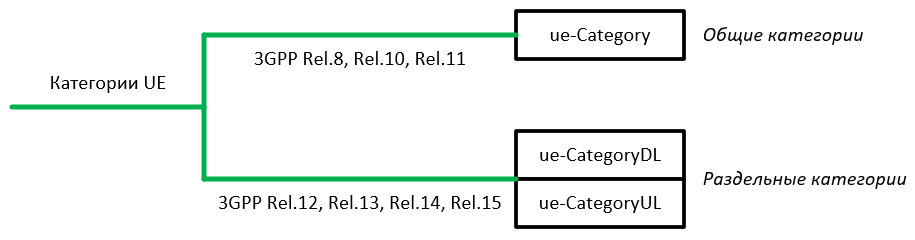 ue-Category
Общие категории
3GPP Rel.8, Rel.10, Rel.11
Категории UE
ue-CategoryDL
Раздельные категории
3GPP Rel.12, Rel.13, Rel.14, Rel.15
ue-CategoryUL